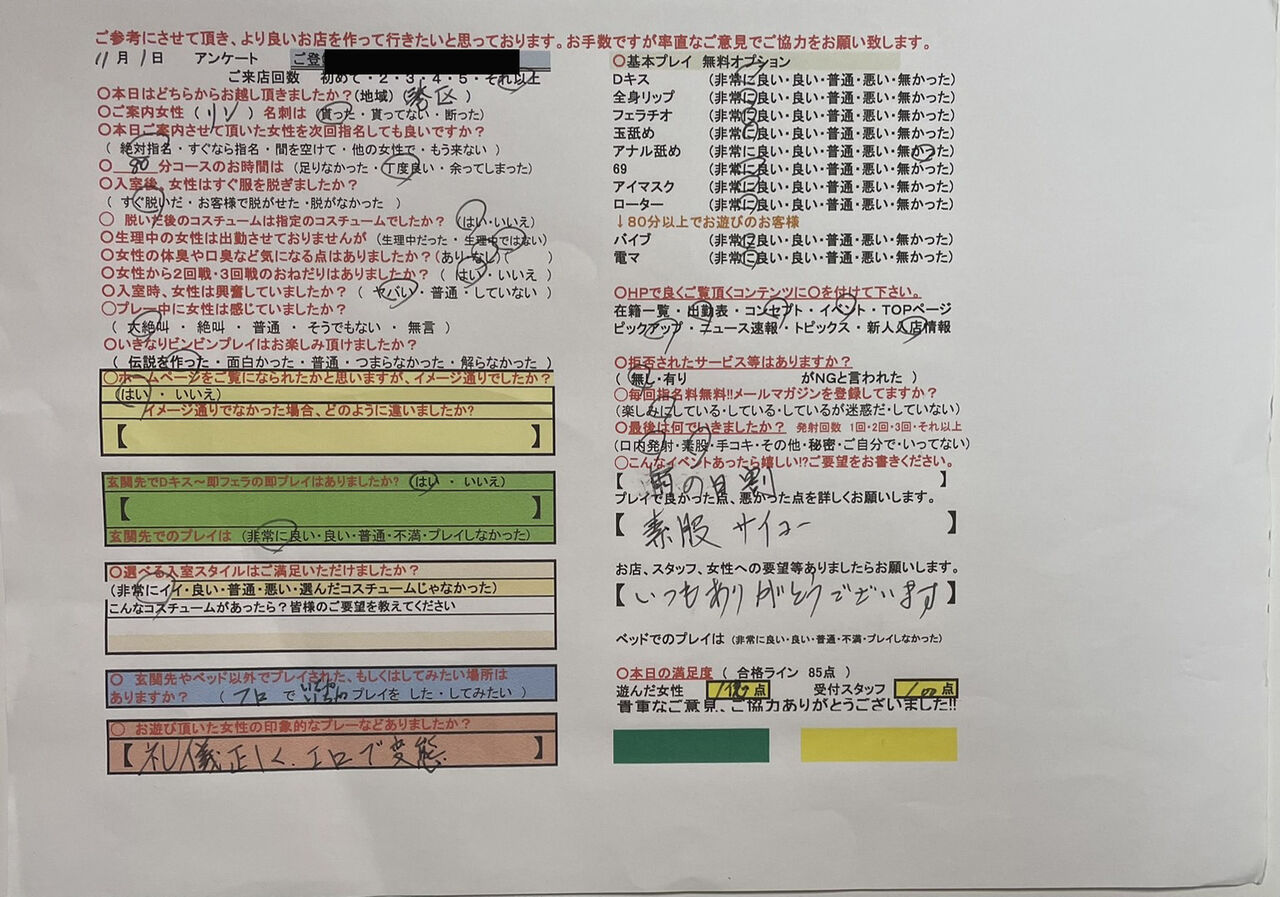 ご参考にさせて頂き、より良いお店を作って行きたいと思っております。お手数ですが率直なご意見でご協力をお願い致します。
11月1日 アンケート ご登
ご来店回数 初めて・2・3・4・5・それ以上
〇本日はどちらからお越し頂きましたか?(地域)( 堺区 )
〇ご案内女性 ( リン ) 名刺は (貰った・貰ってない・断った)
〇本日ご案内させて頂いた女性を次回指名しても良いですか?
( 絶対指名・すぐなら指名・間を空けて・他の女性で・もう来ない )
〇 80 分コースのお時間は (足りなかった・丁度良い・余ってしまった)
〇入室後、女性はすぐ服を脱ぎましたか?
( すぐ脱いだ・お客様で脱がせた・脱がなかった )
〇 脱いだ後のコスチュームは指定のコスチュームでしたか? (はい・いいえ)
〇生理中の女性は出勤させておりませんが (生理中だった・生理中ではない)
〇女性の体臭や口臭など気になる点はありましたか?(あり・なし)( )
〇女性から2回戦・3回戦のおねだりはありましたか? ( はい・いいえ )
〇入室時、女性は興奮していましたか? ( ヤバい・普通・していない )
〇プレー中に女性は感じていましたか?
( 大絶叫 ・ 絶叫 ・ 普通 ・ そうでもない ・ 無言 )
〇いきなりビンビンプレイはお楽しみ頂けましたか?
( 伝説を作った・面白かった・普通・つまらなかった・解らなかった )
〇ホームページをご覧になられたかと思いますが、イメージ通りでしたか?
(はい ・ いいえ)
イメージ通りでなかった場合、どのように違いましたか?
【 】
玄関先でDキス～即フェラの即プレイはありましたか? (はい ・ いいえ)
【 】
玄関先でのプレイは (非常に良い・良い・普通・不満・プレイしなかった)
〇選べる入室スタイルはご満足いただけましたか?
(非常にイイ・良い・普通・悪い・選んだコスチュームじゃなかった)
こんなコスチュームがあったら?皆様のご要望を教えてください
〇 玄関先やベッド以外でプレイされた、もしくはしてみたい場所は
ありますか? ( フロ で いちゃいちゃ プレイを した・してみたい )
〇 お遊び頂いた女性の印象的なプレーなどありましたか?
【 礼儀正しく、エロで変態 】
〇基本プレイ 無料オプション
Dキス (非常に良い・良い・普通・悪い・無かった)
全身リップ (非常に良い・良い・普通・悪い・無かった)
フェラチオ (非常に良い・良い・普通・悪い・無かった)
玉舐め (非常に良い・良い・普通・悪い・無かった)
アナル舐め (非常に良い・良い・普通・悪い・無かった)
69 (非常に良い・良い・普通・悪い・無かった)
アイマスク (非常に良い・良い・普通・悪い・無かった)
ローター (非常に良い・良い・普通・悪い・無かった)
↓80分以上でお遊びのお客様
バイブ (非常に良い・良い・普通・悪い・無かった)
電マ (非常に良い・良い・普通・悪い・無かった)
〇HPで良くご覧頂くコンテンツに〇を付けて下さい。
在籍一覧・出勤表・コンセプト・イベント・TOPページ
ピックアップ・ニュース速報・トピックス・新人入店情報
〇拒否されたサービス等はありますか?
( 無し・有り がNGと言われた )
〇毎回指名料無料!!メールマガジンを登録してますか?
(楽しみにしている・している・しているが迷惑だ・していない)
〇最後は何でいきましたか? 発射回数 1回・2回・3回・それ以上
(口内発射・素股・手コキ・その他・秘密・ご自分で・いってない)
〇こんなイベントあったら嬉しい!?ご要望をお書きください。
【 雨の日割 】
プレイで良かった点、悪かった点を詳しくお願いします。
【 素股 サイコー 】
お店、スタッフ、女性への要望等ありましたらお願いします。
【 いつもありがとうございます 】
ベッドでのプレイは (非常に良い・良い・普通・不満・プレイしなかった)
〇本日の満足度 ( 合格ライン 85点 )
遊んだ女性 1億 点 受付スタッフ 100 点
貴重なご意見、ご協力ありがとうございました!!